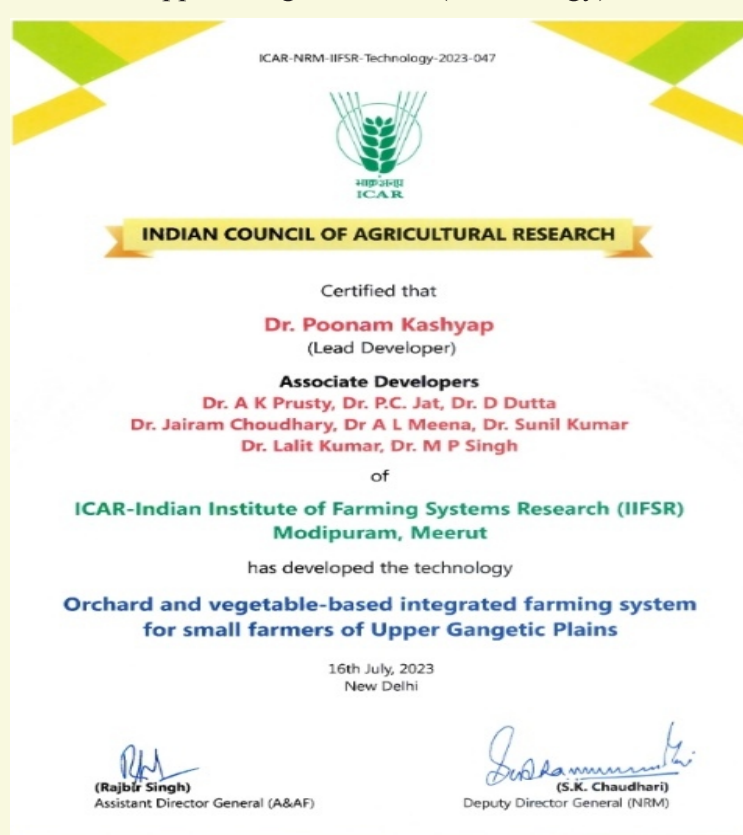 ICAR-NRM-IIFSR-Technology-2023-047
ICAR
INDIAN COUNCIL OF AGRICULTURAL RESEARCH
Certified that
Dr. Poonam Kashyap
(Lead Developer)
Associate Developers
Dr. A K Prusty, Dr. P.C. Jat, Dr. D Dutta
Dr. Jairam Choudhary, Dr A L Meena, Dr. Sunil Kumar
Dr. Lalit Kumar, Dr. M P Singh
of
ICAR-Indian Institute of Farming Systems Research (IIFSR)
Modipuram, Meerut
has developed the technology
Orchard and vegetable-based integrated farming system
for small farmers of Upper Gangetic Plains
16th July, 2023
New Delhi
(Rajbir Singh)
Assistant Director General (A&AF)
(S.K. Chaudhari)
Deputy Director General (NRM)